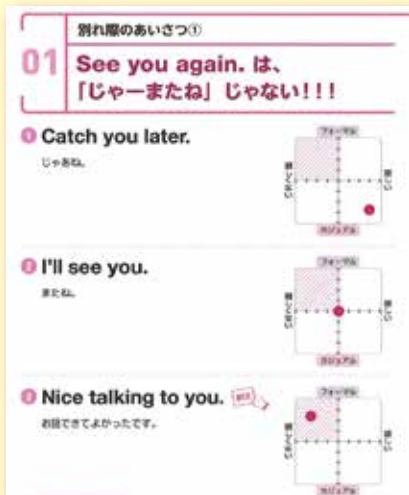 別れ際のあいさつ①
01
See you again. は、
「じゃーまたね」じゃない!!!
① Catch you later.
じゃあね。
フォーマル
カジュアル
② I'll see you.
またね。
フォーマル
カジュアル
③ Nice talking to you.
お話できてよかったです。
フォーマル
カジュアル